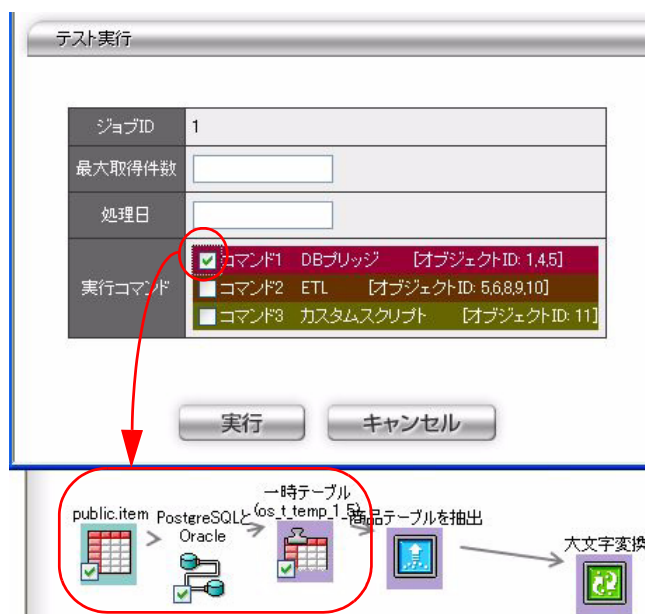 テスト実行
ジョブID 1
最大取得件数
処理日
実行コマンド
コマンド1 DBブリッジ [オブジェクトID: 1,4,5]
コマンド2 ETL [オブジェクトID: 5,6,8,9,10]
コマンド3 カスタムスクリプト [オブジェクトID: 11]
実行 キャンセル
public.item
PostgreSQLと
Oracle
一時テーブル
(os_t_temp_1_5)
商品テーブルを抽出
大文字変換